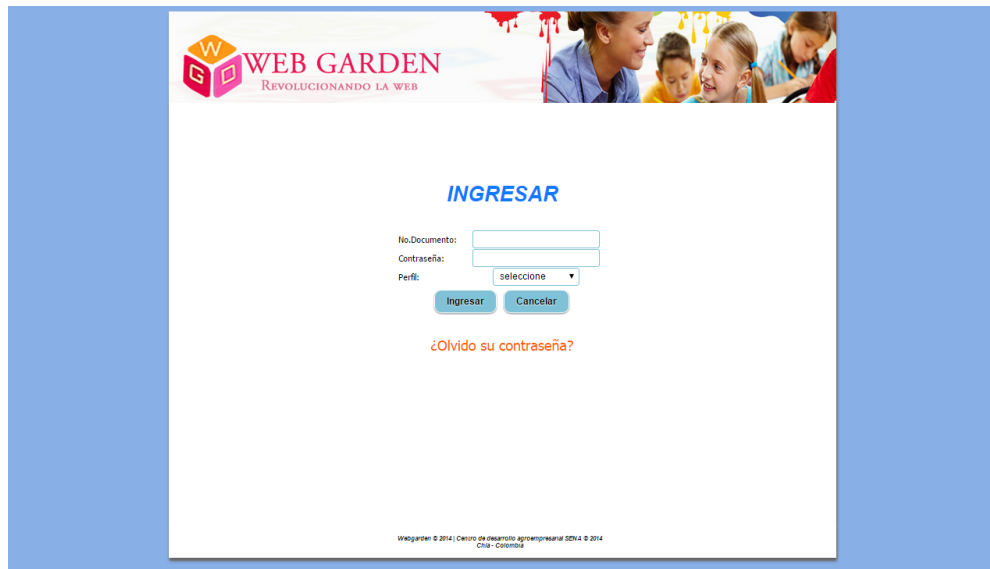 W
G D
WEB GARDEN
REVOLUCIONANDO LA WEB
INGRESAR
No.Documento:
Contraseña:
Perfil: seleccione
Ingresar Cancelar
¿Olvido su contraseña?
Webgarden © 2014 | Centro de desarrollo agroempresarial SENA © 2014
Chía - Colombia